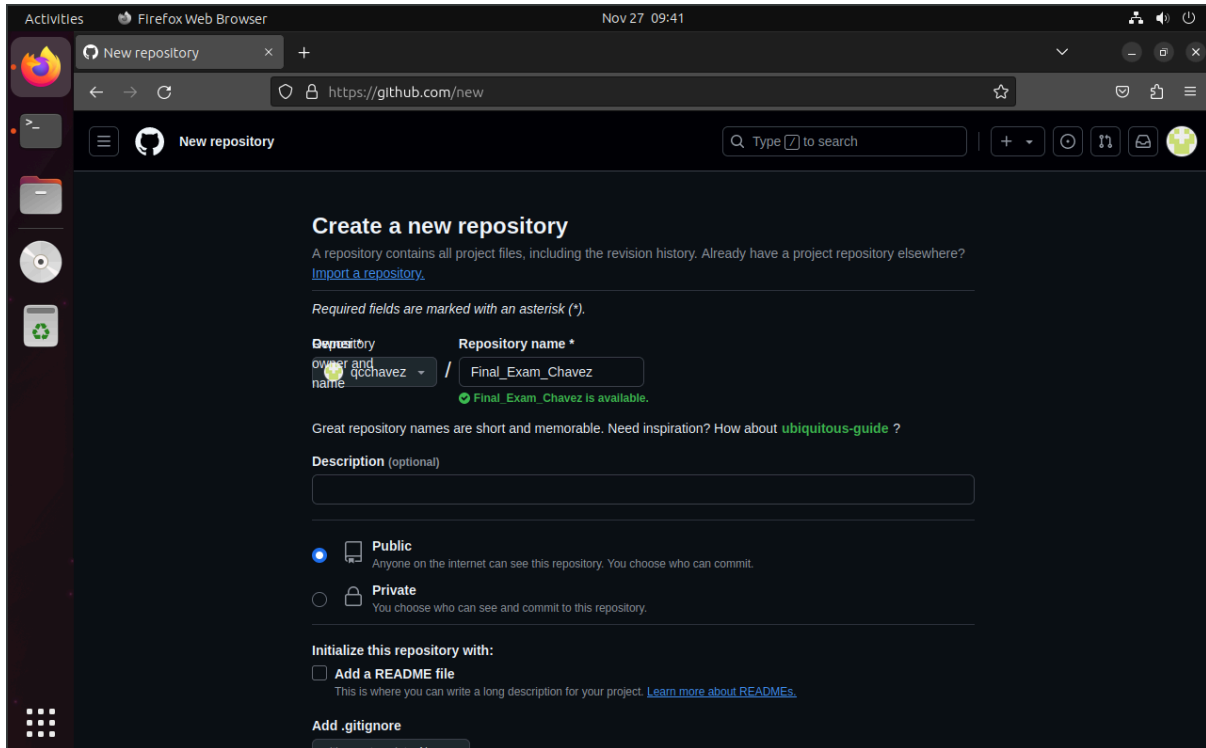 Activities Firefox Web Browser Nov 27 09:41
New repository
https://github.com/new
New repository Type / to search
Create a new repository
A repository contains all project files, including the revision history. Already have a project repository elsewhere?
Import a repository.
Required fields are marked with an asterisk (*).
Repository owner and name
Owner * Repository name *
qcchavez / Final_Exam_Chavez
Final_Exam_Chavez is available.
Great repository names are short and memorable. Need inspiration? How about ubiquitous-guide ?
Description (optional)
Public
Anyone on the internet can see this repository. You choose who can commit.
Private
You choose who can see and commit to this repository.
Initialize this repository with:
Add a README file
This is where you can write a long description for your project. Learn more about READMEs.
Add .gitignore